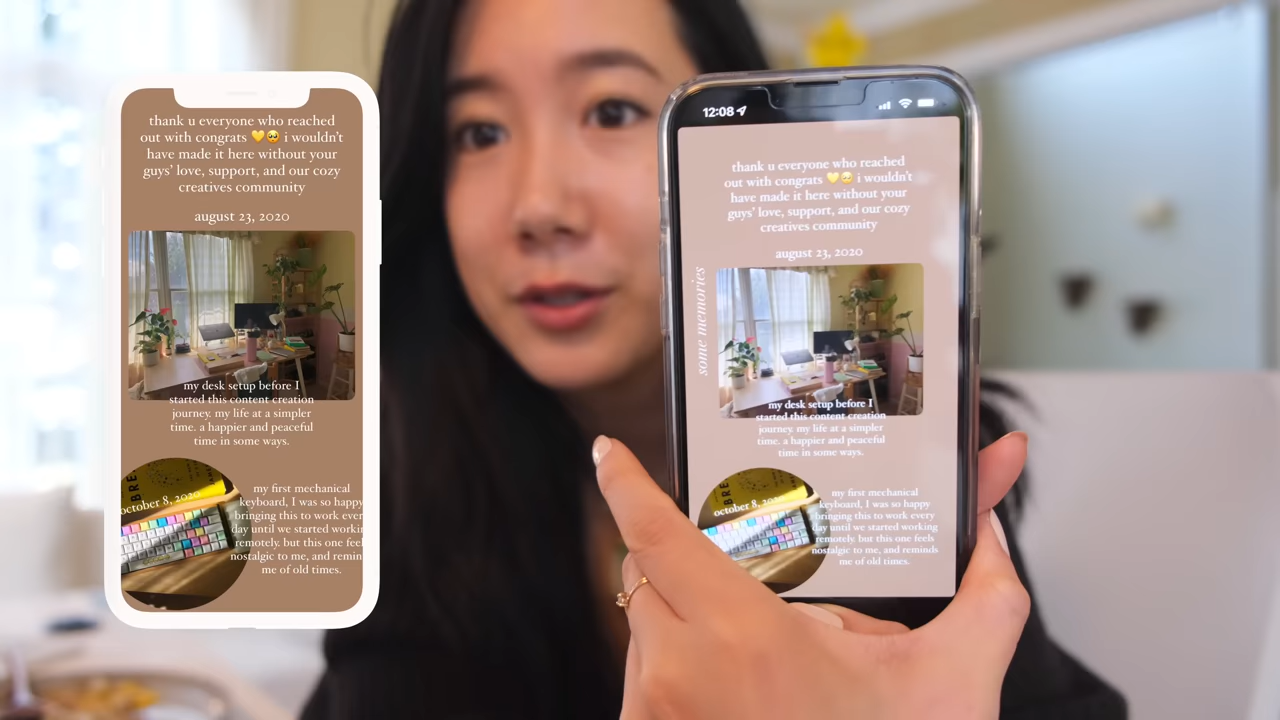 thank u everyone who reached
out with congrats 💛🥹 i wouldn't
have made it here without your
guys' love, support, and our cozy
creatives community
august 23, 2020
my desk setup before I
started this content creation
journey. my life at a simpler
time. a happier and peaceful
time in some ways.
october 8, 2020
my first mechanical
keyboard, I was so happy
bringing this to work every
day until we started workin
remotely. but this one feel
nostalgic to me, and remin
me of old times.
12:08
thank u everyone who reached
out with congrats 💛🥹 i wouldn't
have made it here without your
guys' love, support, and our cozy
creatives community
august 23, 2020
some memories
my desk setup before I
started this content creation
journey. my life at a simpler
time. a happier and peaceful
time in some ways.
october 8, 2020
my first mechanical
keyboard, I was so happy
bringing this to work every
day until we started working
remotely. but this one feels
nostalgic to me, and reminds
me of old times.